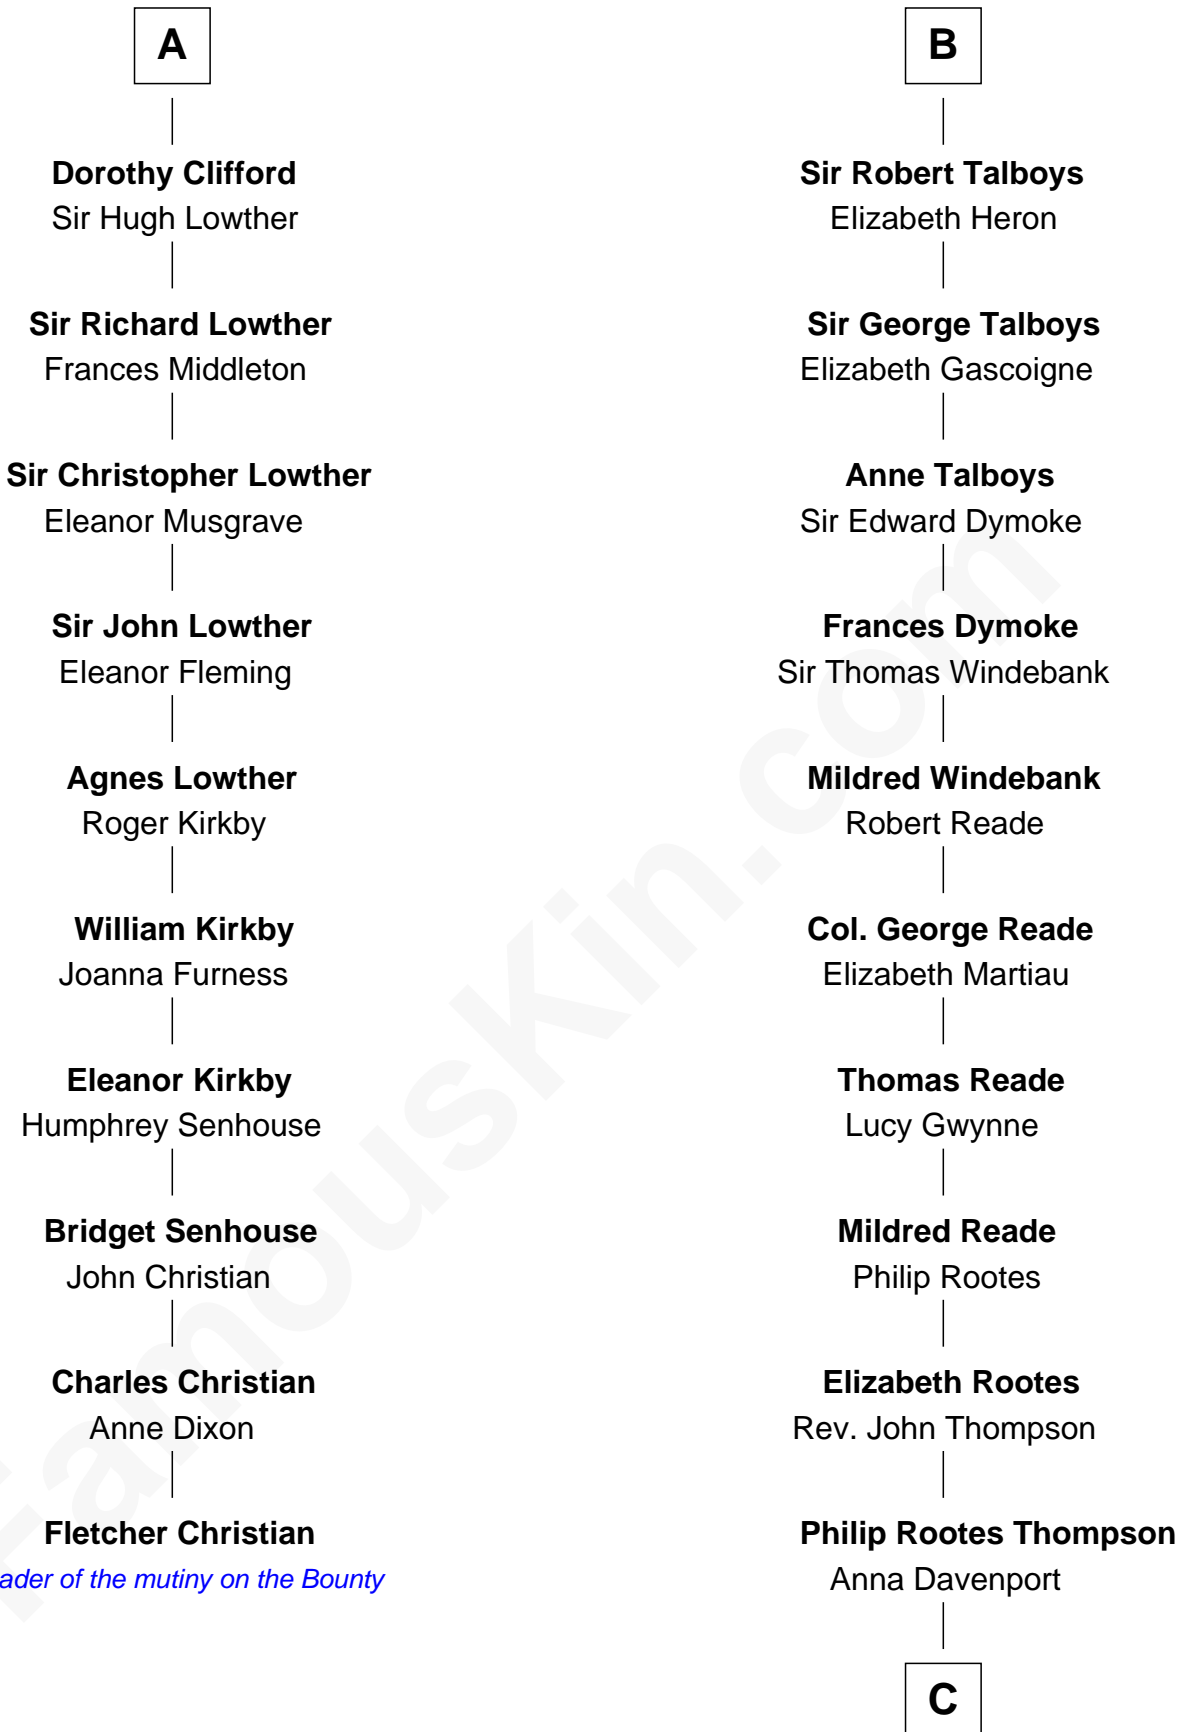 A
Dorothy Clifford
Sir Hugh Lowther
Sir Richard Lowther
Frances Middleton
Sir Christopher Lowther
Eleanor Musgrave
Sir John Lowther
Eleanor Fleming
Agnes Lowther
Roger Kirkby
William Kirkby
Joanna Furness
Eleanor Kirkby
Humphrey Senhouse
Bridget Senhouse
John Christian
Charles Christian
Anne Dixon
Fletcher Christian
ader of the mutiny on the Bounty
B
Sir Robert Talboys
Elizabeth Heron
Sir George Talboys
Elizabeth Gascoigne
Anne Talboys
Sir Edward Dymoke
Frances Dymoke
Sir Thomas Windebank
Mildred Windebank
Robert Reade
Col. George Reade
Elizabeth Martiau
Thomas Reade
Lucy Gwynne
Mildred Reade
Philip Rootes
Elizabeth Rootes
Rev. John Thompson
Philip Rootes Thompson
Anna Davenport
C
FamousKin.com